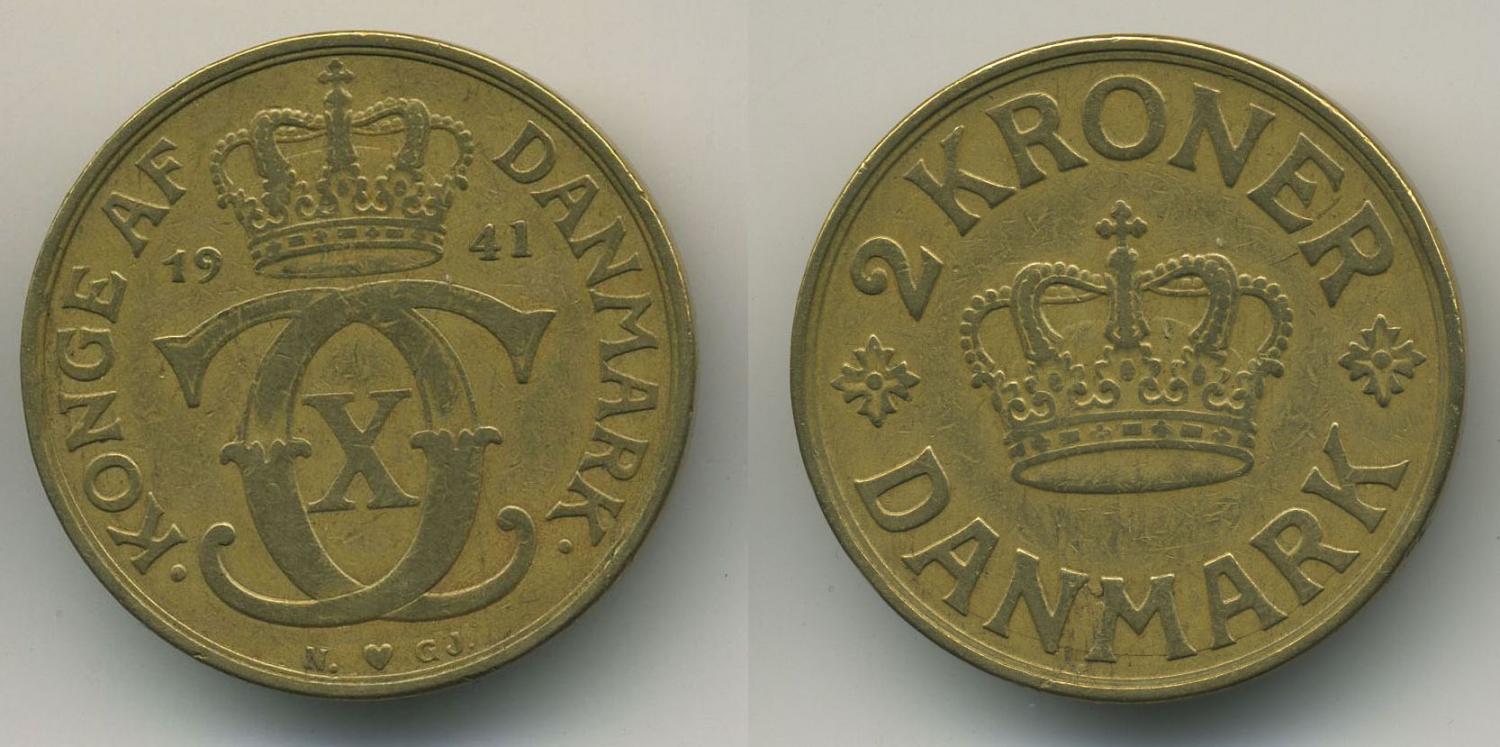 · KONGE AF DANMARK ·
19 41
X
N. ♥ GJ.
2 KRONER
DANMARK